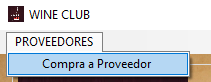 WINE CLUB
PROVEEDORES
Compra a Proveedor